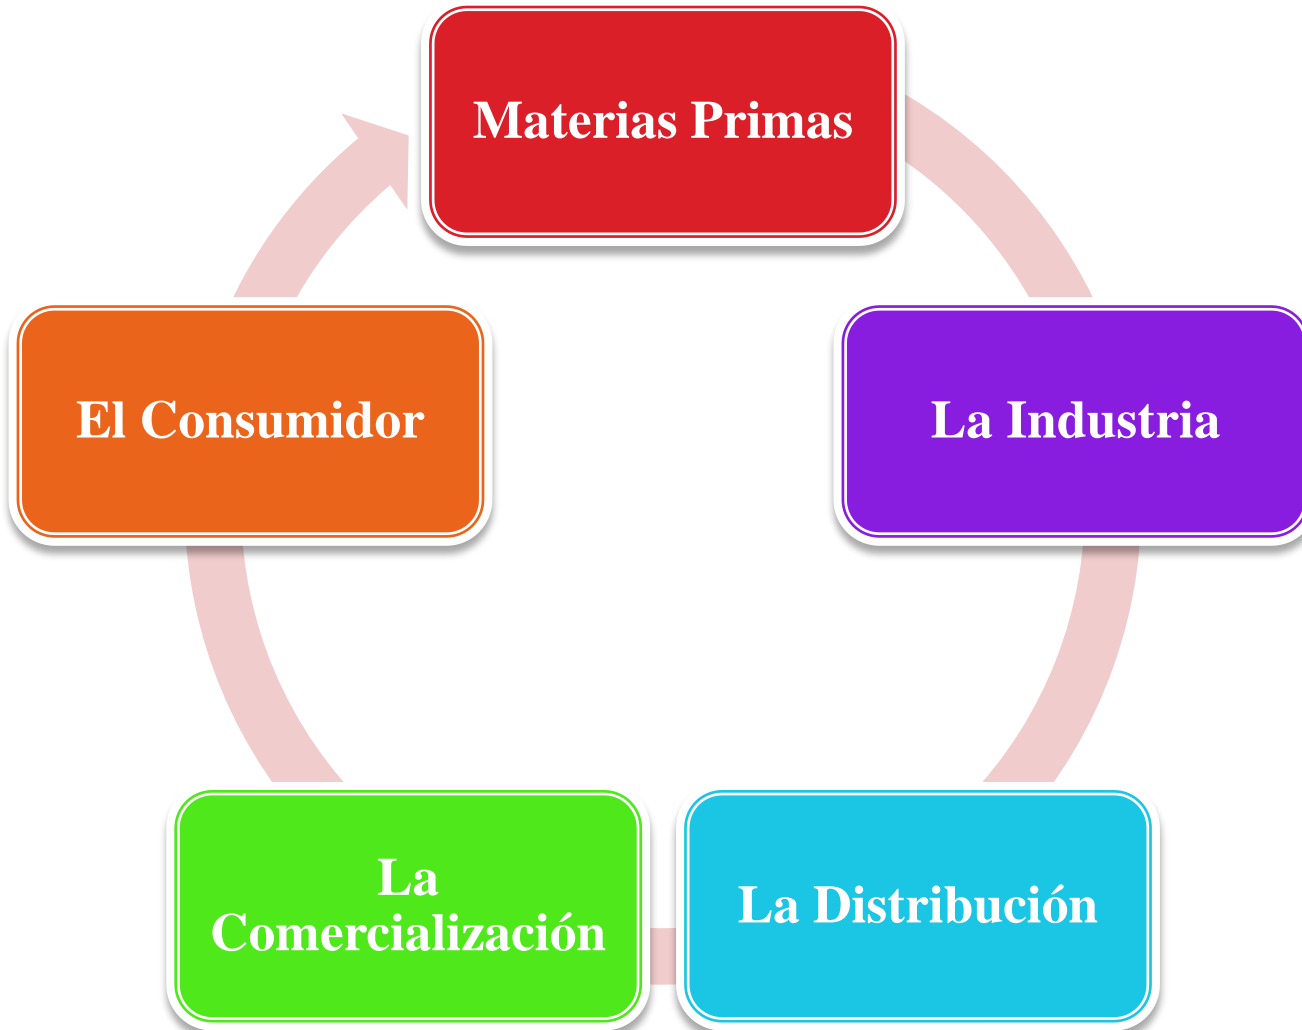 Materias Primas
La Industria
La Distribución
La
Comercialización
El Consumidor